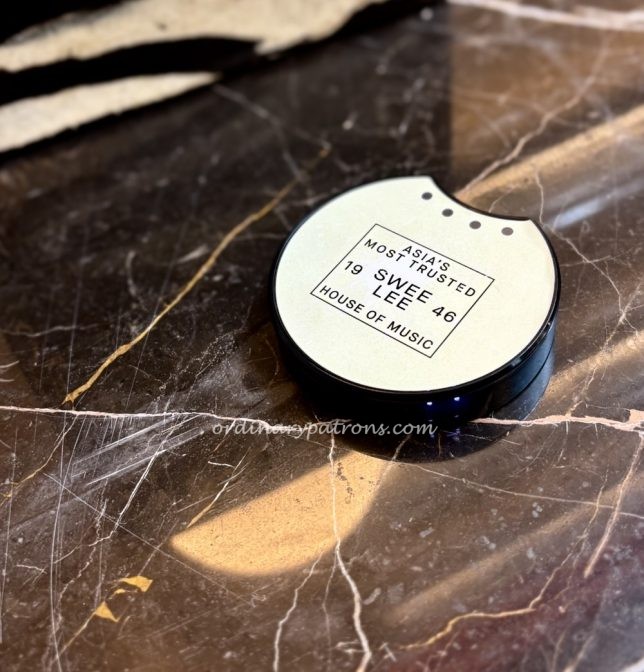 ASIA'S
MOST TRUSTED
19 SWEE LEE 46
HOUSE OF MUSIC
ordinarypatrons.com